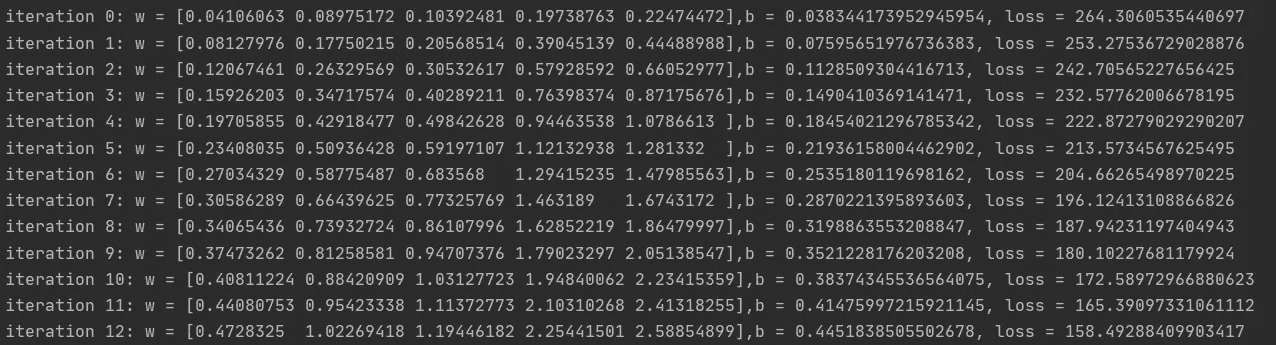 iteration 0: w = [0.04106063 0.08975172 0.10392481 0.19738763 0.22474472],b = 0.038344173952945954, loss = 264.3060535440697
iteration 1: w = [0.08127976 0.17750215 0.20568514 0.39045139 0.44488988],b = 0.07595651976736383, loss = 253.27536729028876
iteration 2: w = [0.12067461 0.26329569 0.30532617 0.57928592 0.66052977],b = 0.1128509304416713, loss = 242.70565227656425
iteration 3: w = [0.15926203 0.34717574 0.40289211 0.76398374 0.87175676],b = 0.1490410369141471, loss = 232.57762006678195
iteration 4: w = [0.19705855 0.42918477 0.49842628 0.94463538 1.0786613 ],b = 0.18454021296785342, loss = 222.87279029290207
iteration 5: w = [0.23408035 0.50936428 0.59197107 1.12132938 1.281332  ],b = 0.21936158004462902, loss = 213.5734567625495
iteration 6: w = [0.27034329 0.58775487 0.683568   1.29415235 1.47985563],b = 0.2535180119698162, loss = 204.66265498970225
iteration 7: w = [0.30586289 0.66439625 0.77325769 1.463189   1.6743172 ],b = 0.2870221395893603, loss = 196.12413108866826
iteration 8: w = [0.34065436 0.73932724 0.86107996 1.62852219 1.86479997],b = 0.3198863553208847, loss = 187.94231197404943
iteration 9: w = [0.37473262 0.81258581 0.94707376 1.79023297 2.05138547],b = 0.3521228176203208, loss = 180.10227681179924
iteration 10: w = [0.40811224 0.88420909 1.03127723 1.94840062 2.23415359],b = 0.38374345536564075, loss = 172.58972966880623
iteration 11: w = [0.44080753 0.95423338 1.11372773 2.10310268 2.41318255],b = 0.41475997215921145, loss = 165.39097331061112
iteration 12: w = [0.4728325  1.02269418 1.19446182 2.25441501 2.58854899],b = 0.4451838505502678, loss = 158.49288409903417